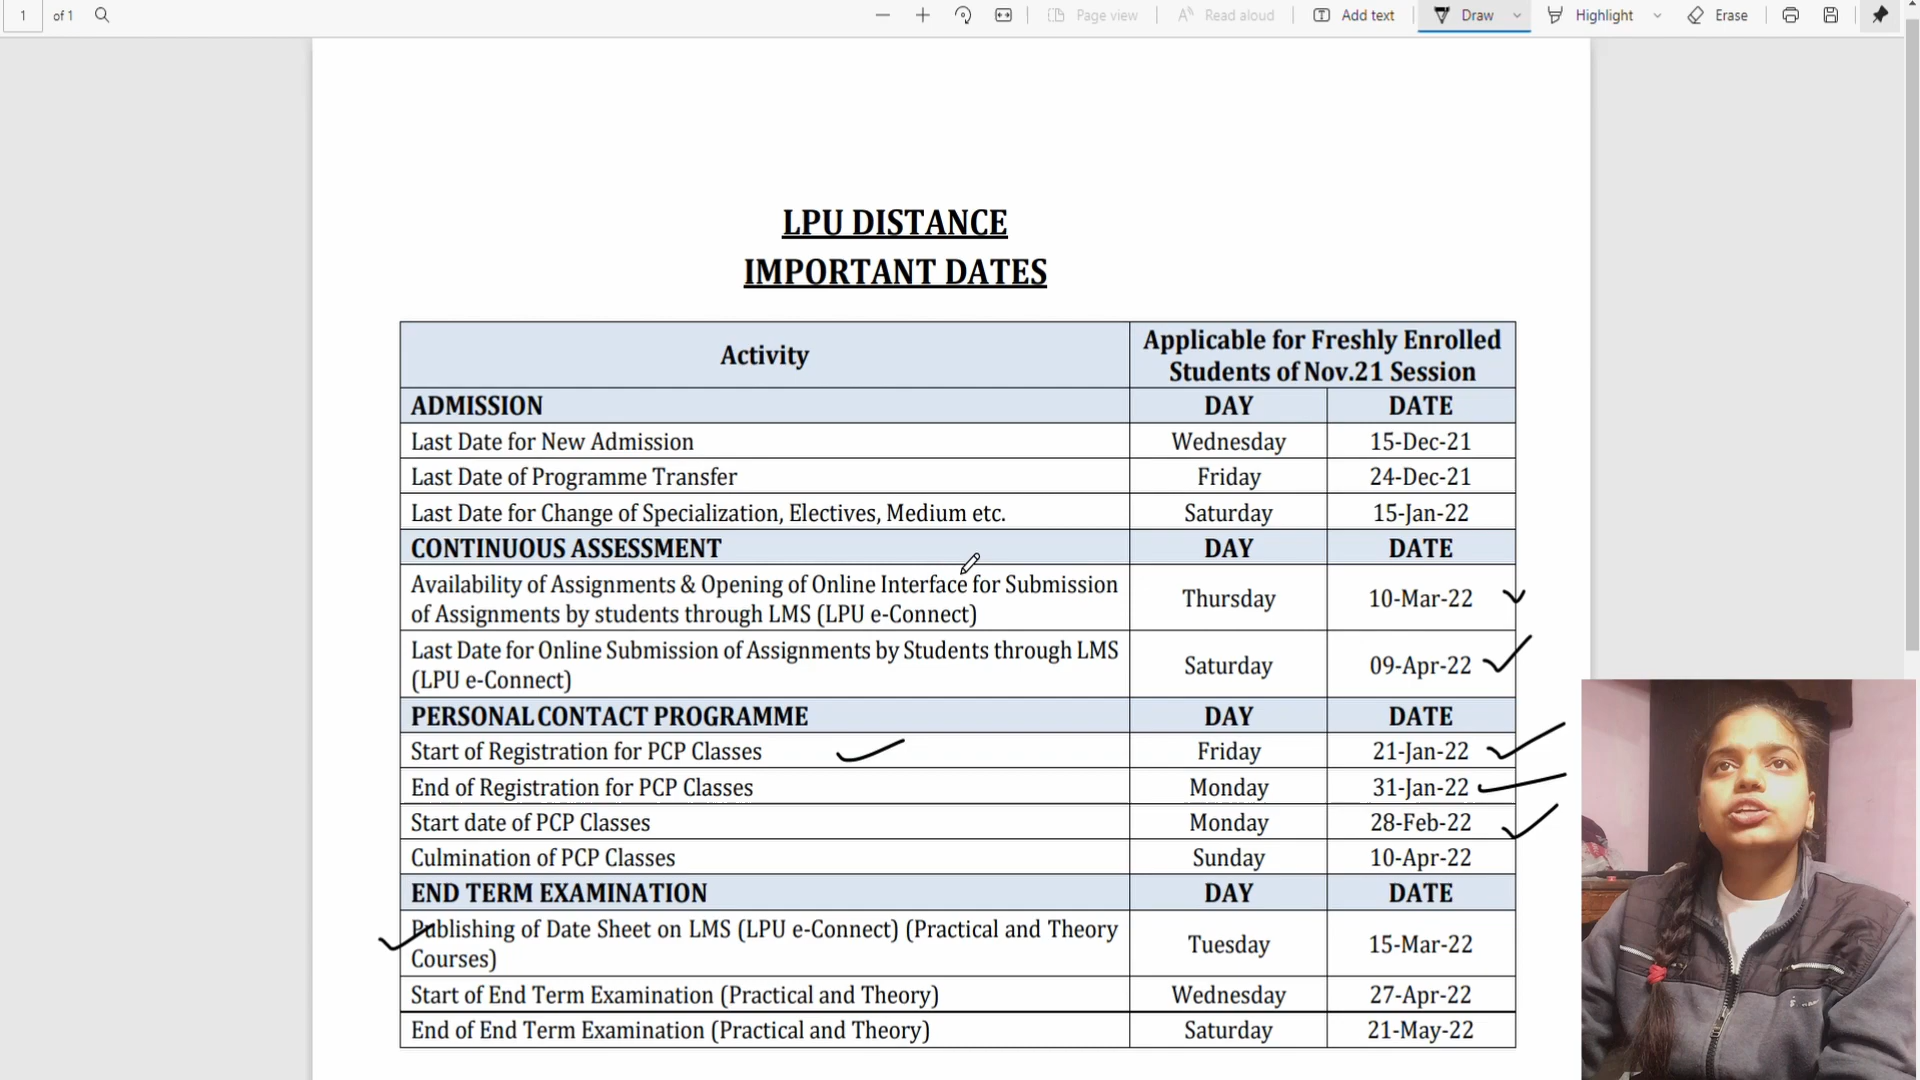 1 of 1 Page view Read aloud Add text Draw Highlight Erase
LPU DISTANCE
IMPORTANT DATES
Activity
Applicable for Freshly Enrolled
Students of Nov.21 Session
ADMISSION DAY DATE
Last Date for New Admission Wednesday 15-Dec-21
Last Date of Programme Transfer Friday 24-Dec-21
Last Date for Change of Specialization, Electives, Medium etc. Saturday 15-Jan-22
CONTINUOUS ASSESSMENT DAY DATE
Availability of Assignments & Opening of Online Interface for Submission
of Assignments by students through LMS (LPU e-Connect) Thursday 10-Mar-22
Last Date for Online Submission of Assignments by Students through LMS
(LPU e-Connect) Saturday 09-Apr-22
PERSONAL CONTACT PROGRAMME DAY DATE
Start of Registration for PCP Classes Friday 21-Jan-22
End of Registration for PCP Classes Monday 31-Jan-22
Start date of PCP Classes Monday 28-Feb-22
Culmination of PCP Classes Sunday 10-Apr-22
END TERM EXAMINATION DAY DATE
Publishing of Date Sheet on LMS (LPU e-Connect) (Practical and Theory
Courses) Tuesday 15-Mar-22
Start of End Term Examination (Practical and Theory) Wednesday 27-Apr-22
End of End Term Examination (Practical and Theory) Saturday 21-May-22